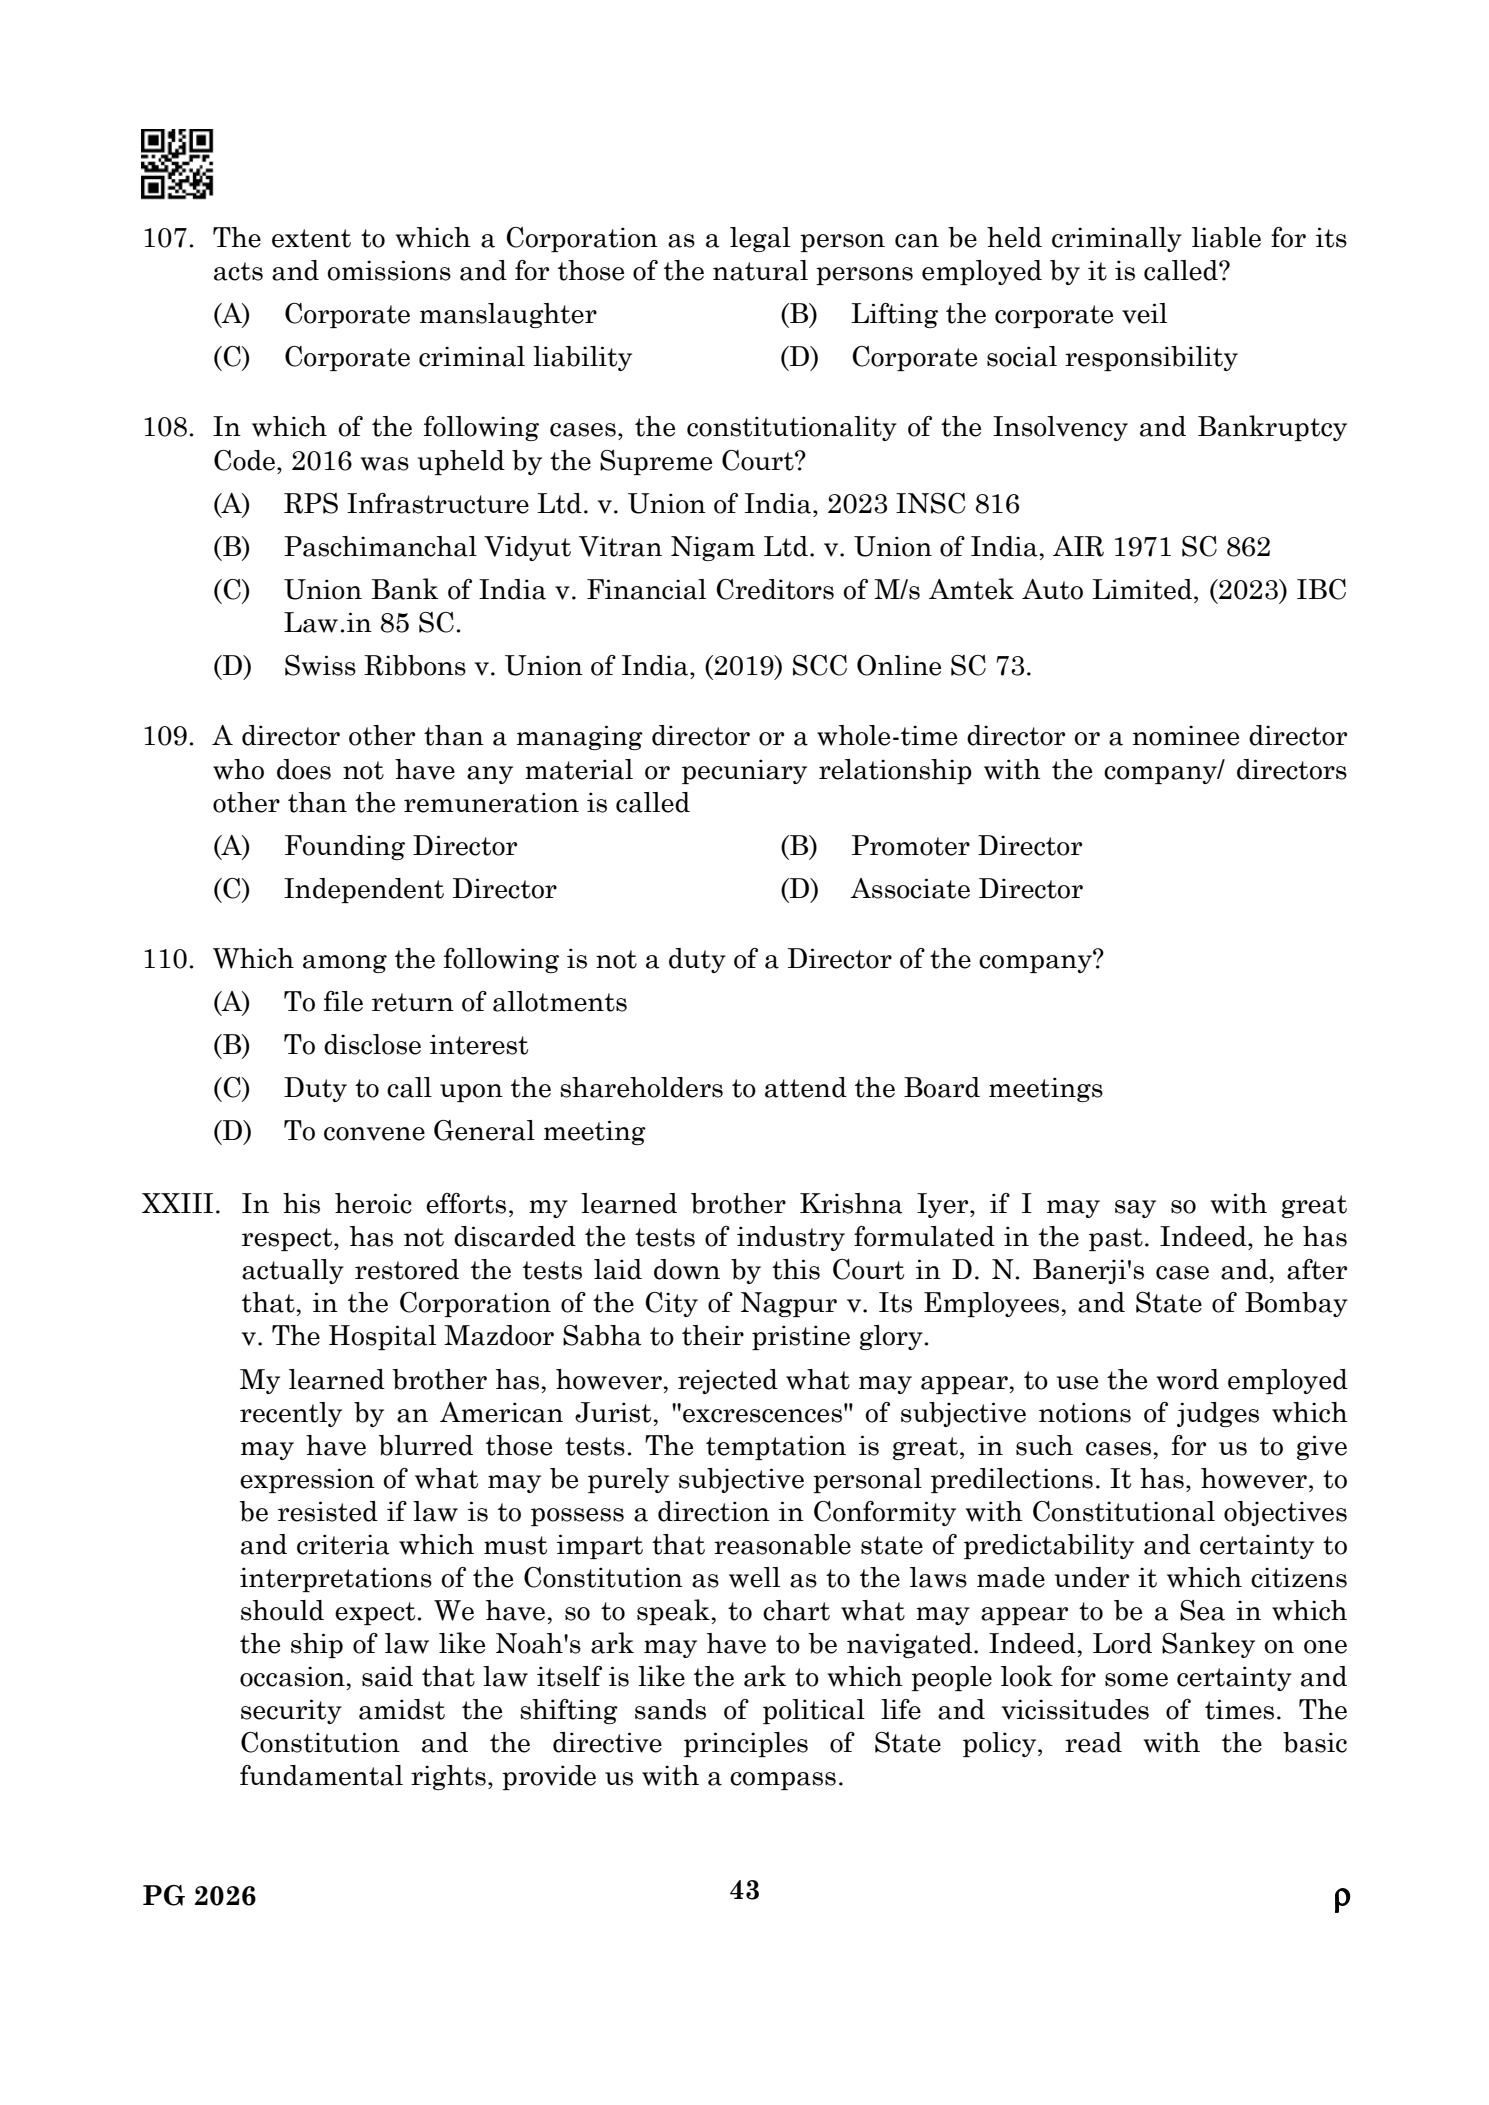 107. The extent to which a Corporation as a legal person can be held criminally liable for its
acts and omissions and for those of the natural persons employed by it is called?
(A) Corporate manslaughter (B) Lifting the corporate veil
(C) Corporate criminal liability (D) Corporate social responsibility
108. In which of the following cases, the constitutionality of the Insolvency and Bankruptcy
Code, 2016 was upheld by the Supreme Court?
(A) RPS Infrastructure Ltd. v. Union of India, 2023 INSC 816
(B) Paschimanchal Vidyut Vitran Nigam Ltd. v. Union of India, AIR 1971 SC 862
(C) Union Bank of India v. Financial Creditors of M/s Amtek Auto Limited, (2023) IBC
Law.in 85 SC.
(D) Swiss Ribbons v. Union of India, (2019) SCC Online SC 73.
109. A director other than a managing director or a whole-time director or a nominee director
who does not have any material or pecuniary relationship with the company/ directors
other than the remuneration is called
(A) Founding Director (B) Promoter Director
(C) Independent Director (D) Associate Director
110. Which among the following is not a duty of a Director of the company?
(A) To file return of allotments
(B) To disclose interest
(C) Duty to call upon the shareholders to attend the Board meetings
(D) To convene General meeting
XXIII. In his heroic efforts, my learned brother Krishna Iyer, if I may say so with great
respect, has not discarded the tests of industry formulated in the past. Indeed, he has
actually restored the tests laid down by this Court in D. N. Banerji's case and, after
that, in the Corporation of the City of Nagpur v. Its Employees, and State of Bombay
v. The Hospital Mazdoor Sabha to their pristine glory.
My learned brother has, however, rejected what may appear, to use the word employed
recently by an American Jurist, "excrescences" of subjective notions of judges which
may have blurred those tests. The temptation is great, in such cases, for us to give
expression of what may be purely subjective personal predilections. It has, however, to
be resisted if law is to possess a direction in Conformity with Constitutional objectives
and criteria which must impart that reasonable state of predictability and certainty to
interpretations of the Constitution as well as to the laws made under it which citizens
should expect. We have, so to speak, to chart what may appear to be a Sea in which
the ship of law like Noah's ark may have to be navigated. Indeed, Lord Sankey on one
occasion, said that law itself is like the ark to which people look for some certainty and
security amidst the shifting sands of political life and vicissitudes of times. The
Constitution and the directive principles of State policy, read with the basic
fundamental rights, provide us with a compass.
PG 2026 43 ρ